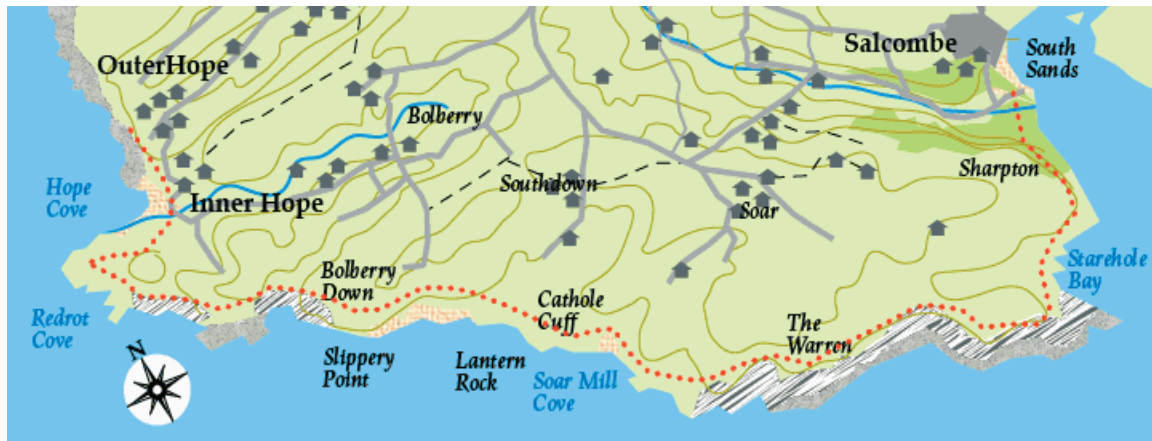 Salcombe
South
Sands
OuterHope
Bolberry
Sharpton
Hope
Cove
Inner Hope
Southdown
Soar
Starehole
Bay
Bolberry
Down
Cathole
Cuff
Redrot
Cove
The
Warren
N
Slippery
Point
Lantern
Rock
Soar Mill
Cove